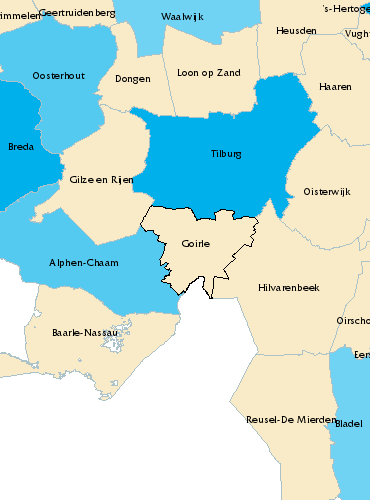 's-Hertoge
Geertruidenberg
Waalwijk
immelen
Heusden
Vught
Oosterhout
Dongen
Loon op Zand
Haaren
Breda
Tilburg
Gilze en Rijen
Oisterwijk
Goirle
Alphen-Chaam
Hilvarenbeek
Baarle-Nassau
Oirscho
Eers
Reusel-De Mierden
Bladel